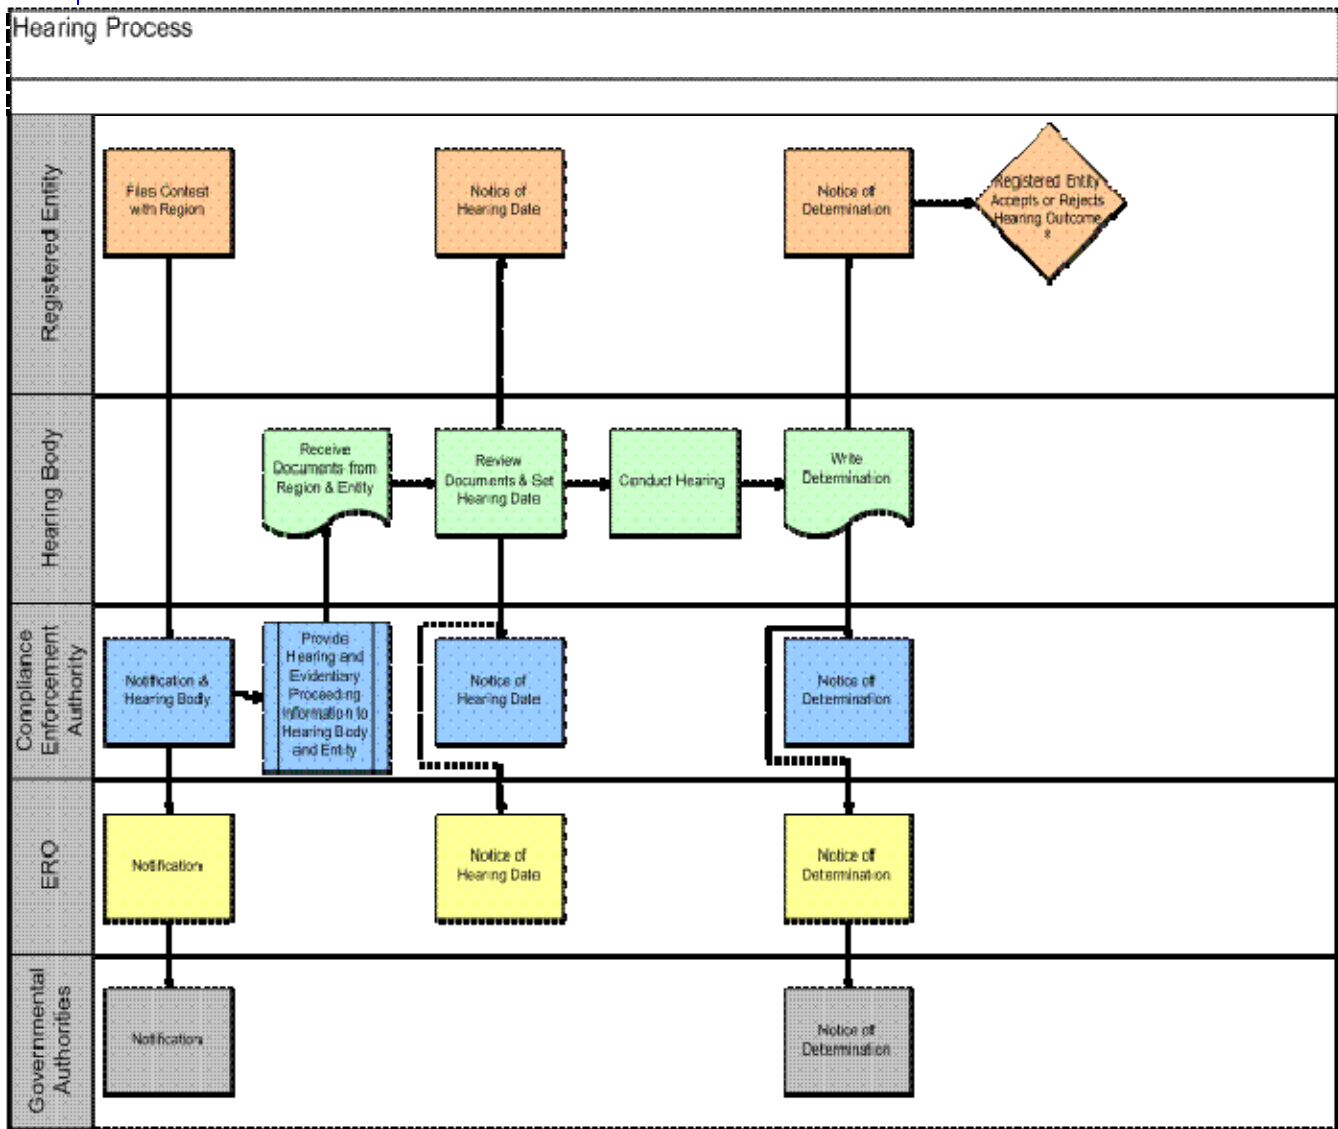 Hearing Process
Registered Entity
Files Contest
with Region
Notice of
Hearing Date
Notice of
Determination
Registered Entity
Accepts or Rejects
Hearing Outcome
Hearing Body
Receive
Documents from
Region & Entity
Review
Documents & Set
Hearing Date
Conduct Hearing
Write
Determination
Compliance
Enforcement
Authority
Notification &
Hearing Body
Provide
Hearing and
Evidentiary
Proceeding
Information to
Hearing Body
and Entity
Notice of
Hearing Date
Notice of
Determination
ERO
Notification
Notice of
Hearing Date
Notice of
Determination
Governmental
Authorities
Notification
Notice of
Determination